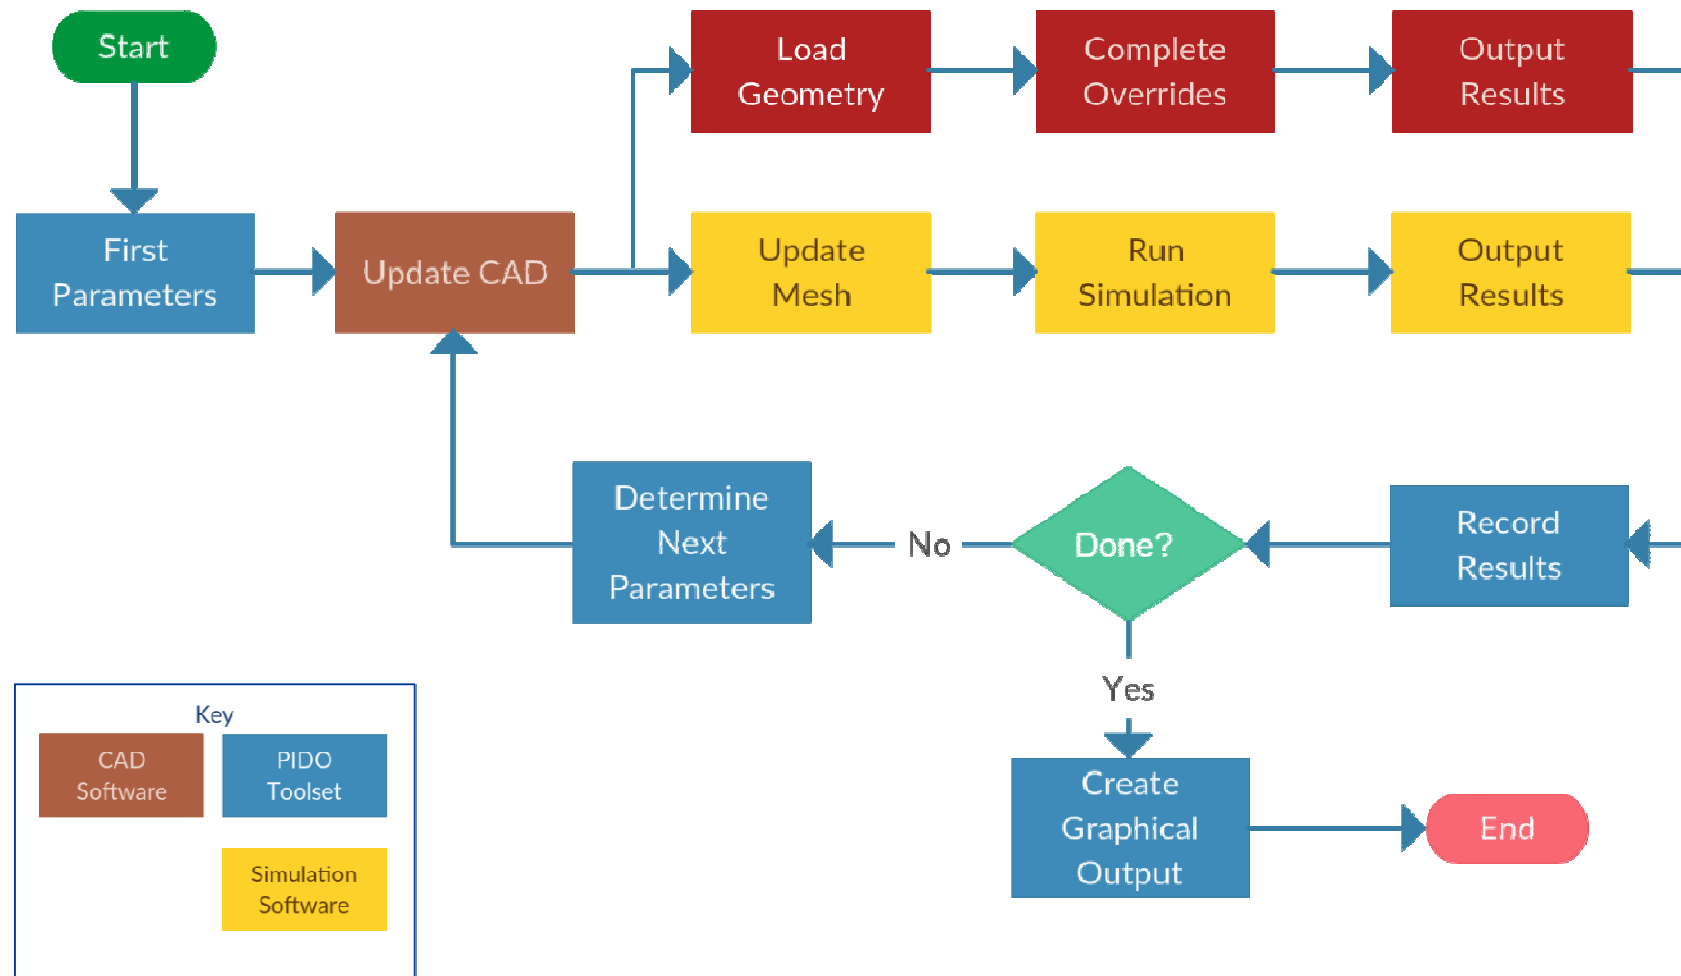 Start
Load
Geometry
Complete
Overrides
Output
Results
First
Parameters
Update CAD
Update
Mesh
Run
Simulation
Output
Results
Determine
Next
Parameters
No
Done?
Record
Results
Yes
Create
Graphical
Output
End
Key
CAD
Software
PIDO
Toolset
Simulation
Software